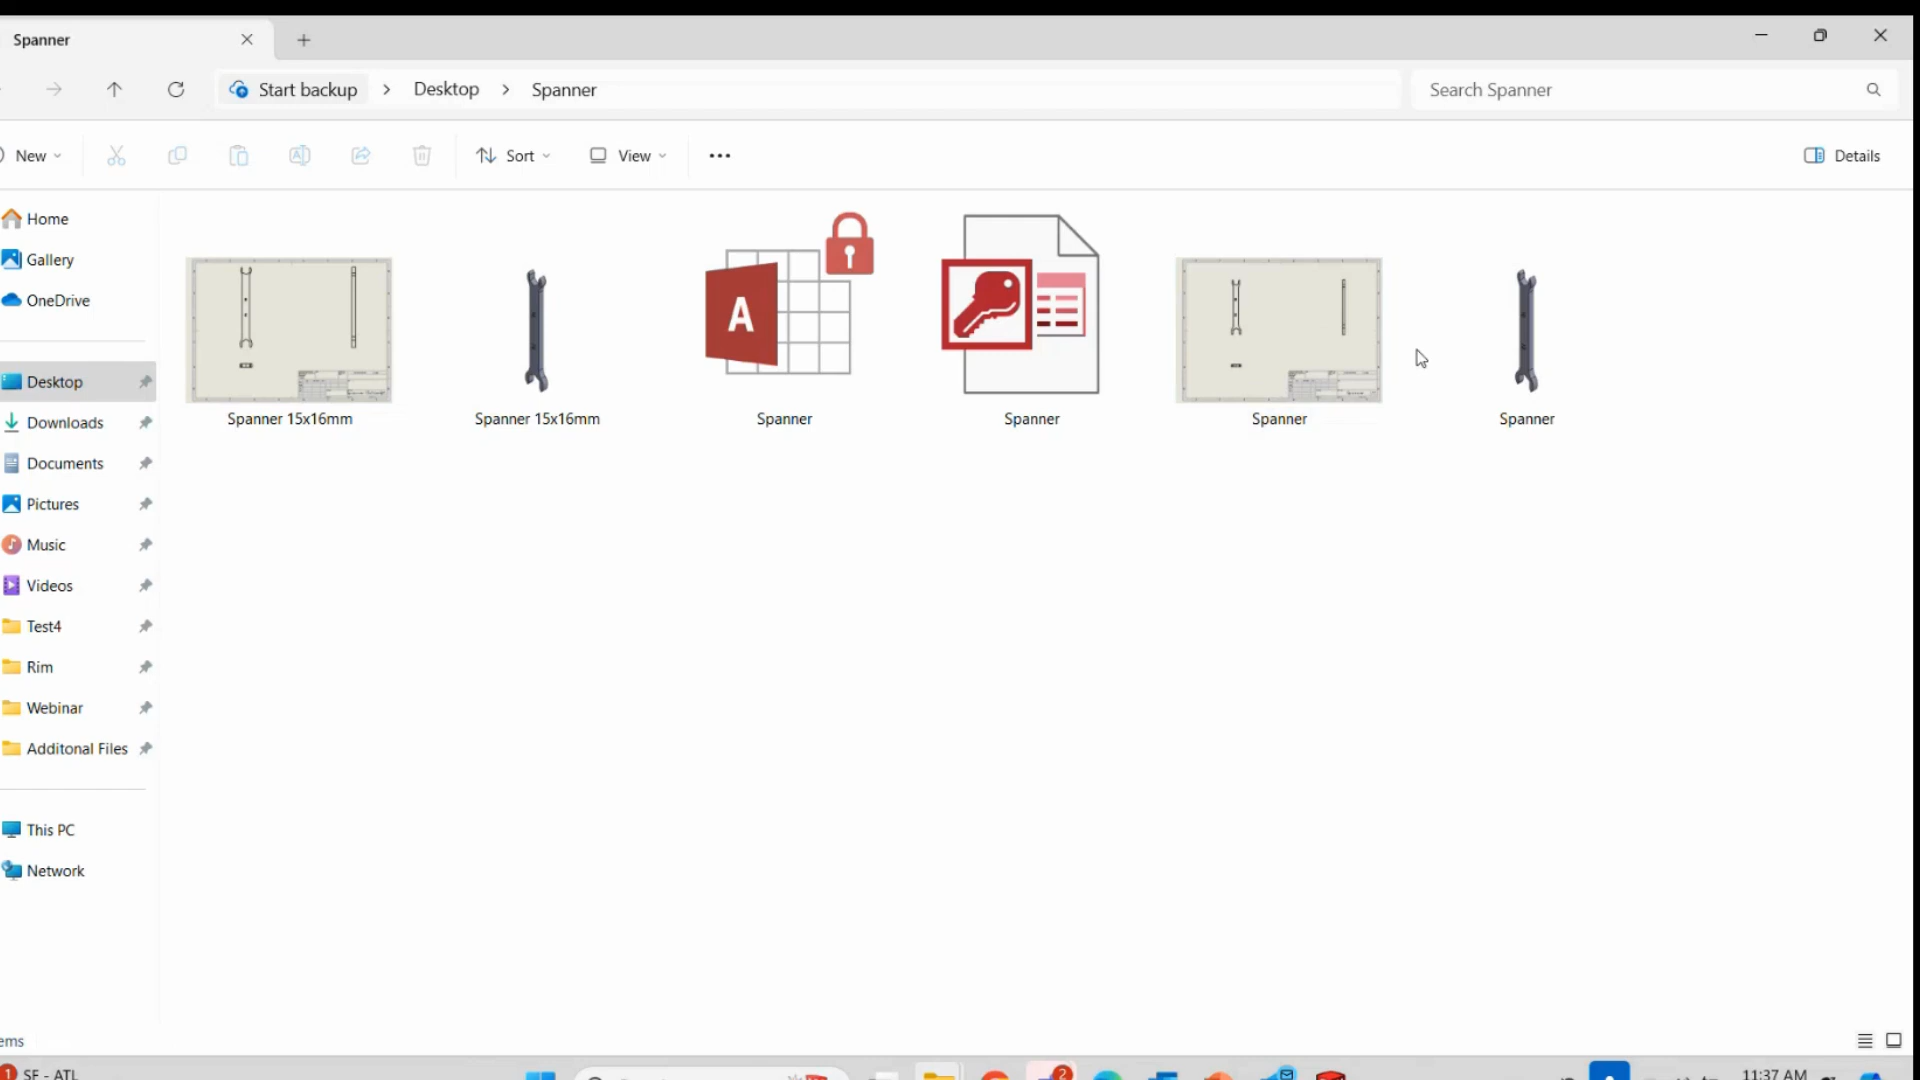 Spanner
Start backup > Desktop > Spanner
Search Spanner
New
Sort
View
Details
Home
Gallery
OneDrive
Desktop
Downloads
Documents
Pictures
Music
Videos
Test4
Rim
Webinar
Additonal Files
This PC
Network
A
Spanner 15x16mm
Spanner 15x16mm
Spanner
Spanner
Spanner
Spanner
ems
1
SF - ATL
2
11:37 AM